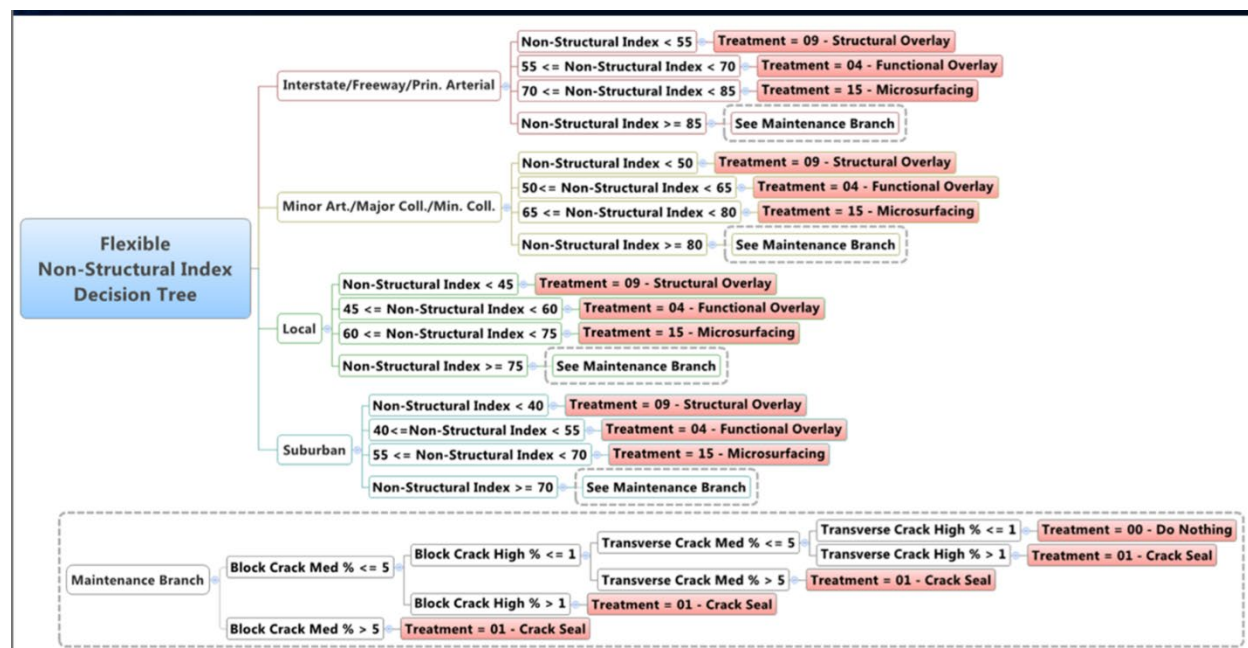 Non-Structural Index < 55
Treatment = 09 - Structural Overlay
55 <= Non-Structural Index < 70
Treatment = 04 - Functional Overlay
Interstate/Freeway/Prin. Arterial
70 <= Non-Structural Index < 85
Treatment = 15 - Microsurfacing
Non-Structural Index >= 85
See Maintenance Branch
Non-Structural Index < 50
Treatment = 09 - Structural Overlay
50<= Non-Structural Index < 65
Treatment = 04 - Functional Overlay
Minor Art./Major Coll./Min. Coll.
65 <= Non-Structural Index < 80
Treatment = 15 - Microsurfacing
Non-Structural Index >= 80
See Maintenance Branch
Flexible
Non-Structural Index
Decision Tree
Non-Structural Index < 45
Treatment = 09 - Structural Overlay
45 <= Non-Structural Index < 60
Treatment = 04 - Functional Overlay
Local
60 <= Non-Structural Index < 75
Treatment = 15 - Microsurfacing
Non-Structural Index >= 75
See Maintenance Branch
Non-Structural Index < 40
Treatment = 09 - Structural Overlay
40<=Non-Structural Index < 55
Treatment = 04 - Functional Overlay
Suburban
55 <= Non-Structural Index < 70
Treatment = 15 - Microsurfacing
Non-Structural Index >= 70
See Maintenance Branch
Maintenance Branch
Block Crack Med % <= 5
Block Crack High % <= 1
Transverse Crack Med % <= 5
Transverse Crack High % <= 1
Treatment = 00 - Do Nothing
Transverse Crack High % > 1
Treatment = 01 - Crack Seal
Transverse Crack Med % > 5
Treatment = 01 - Crack Seal
Block Crack High % > 1
Treatment = 01 - Crack Seal
Block Crack Med % > 5
Treatment = 01 - Crack Seal